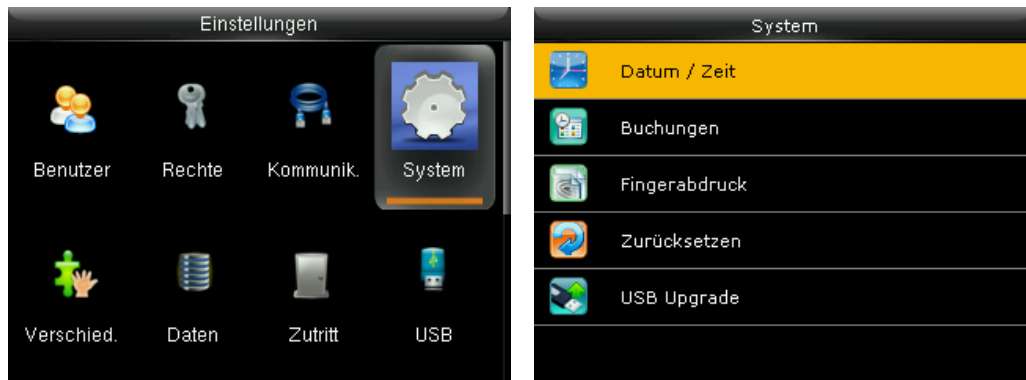 Einstellungen
Benutzer
Rechte
Kommunik.
System
Verschied.
Daten
Zutritt
USB
System
Datum / Zeit
Buchungen
Fingerabdruck
Zurücksetzen
USB Upgrade